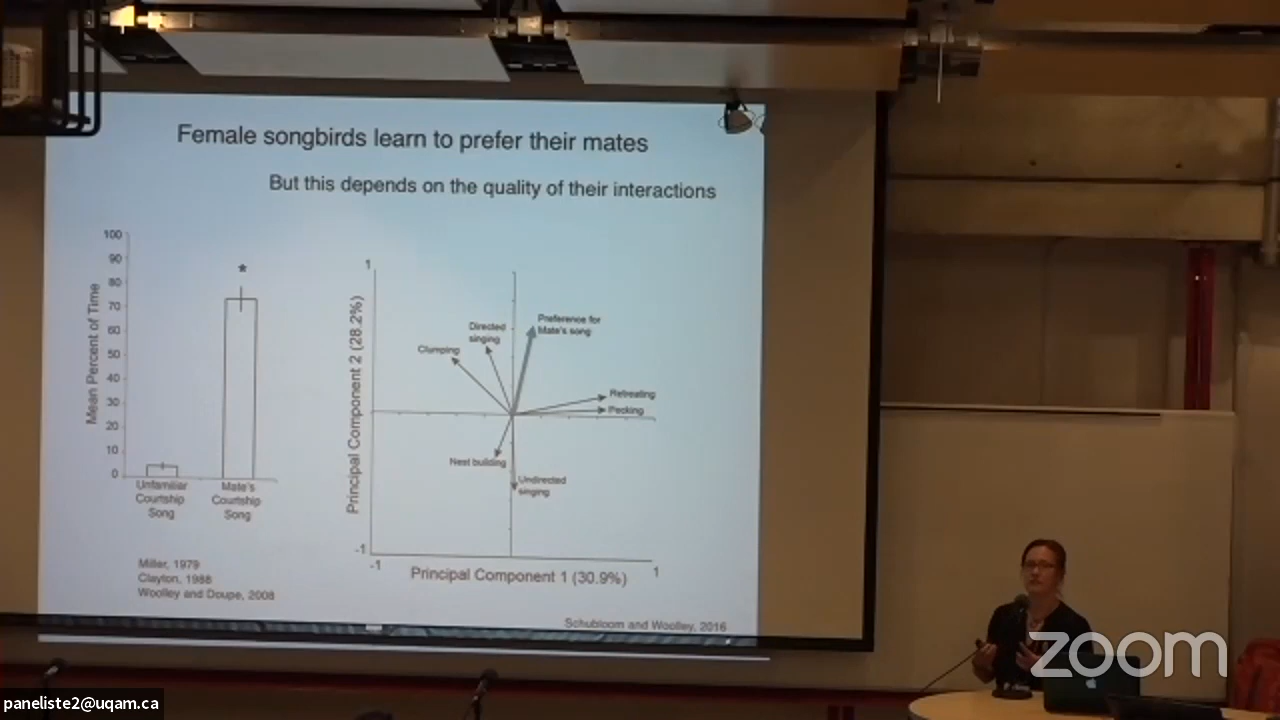 Female songbirds learn to prefer their mates
But this depends on the quality of their interactions
100
90
80
70
60
50
40
30
20
10
0
Mean Percent of Time
*
Unfamiliar
Courtship
Song
Mate's
Courtship
Song
1
Principal Component 2 (28.2%)
-1
-1
Principal Component 1 (30.9%)
1
Clumping
Directed
singing
Preference for
Mate's song
Retreating
Pecking
Nest building
Undirected
singing
Miller, 1979
Clayton, 1988
Woolley and Doupe, 2008
Schubloom and Woolley, 2016
zoom
paneliste2@uqam.ca